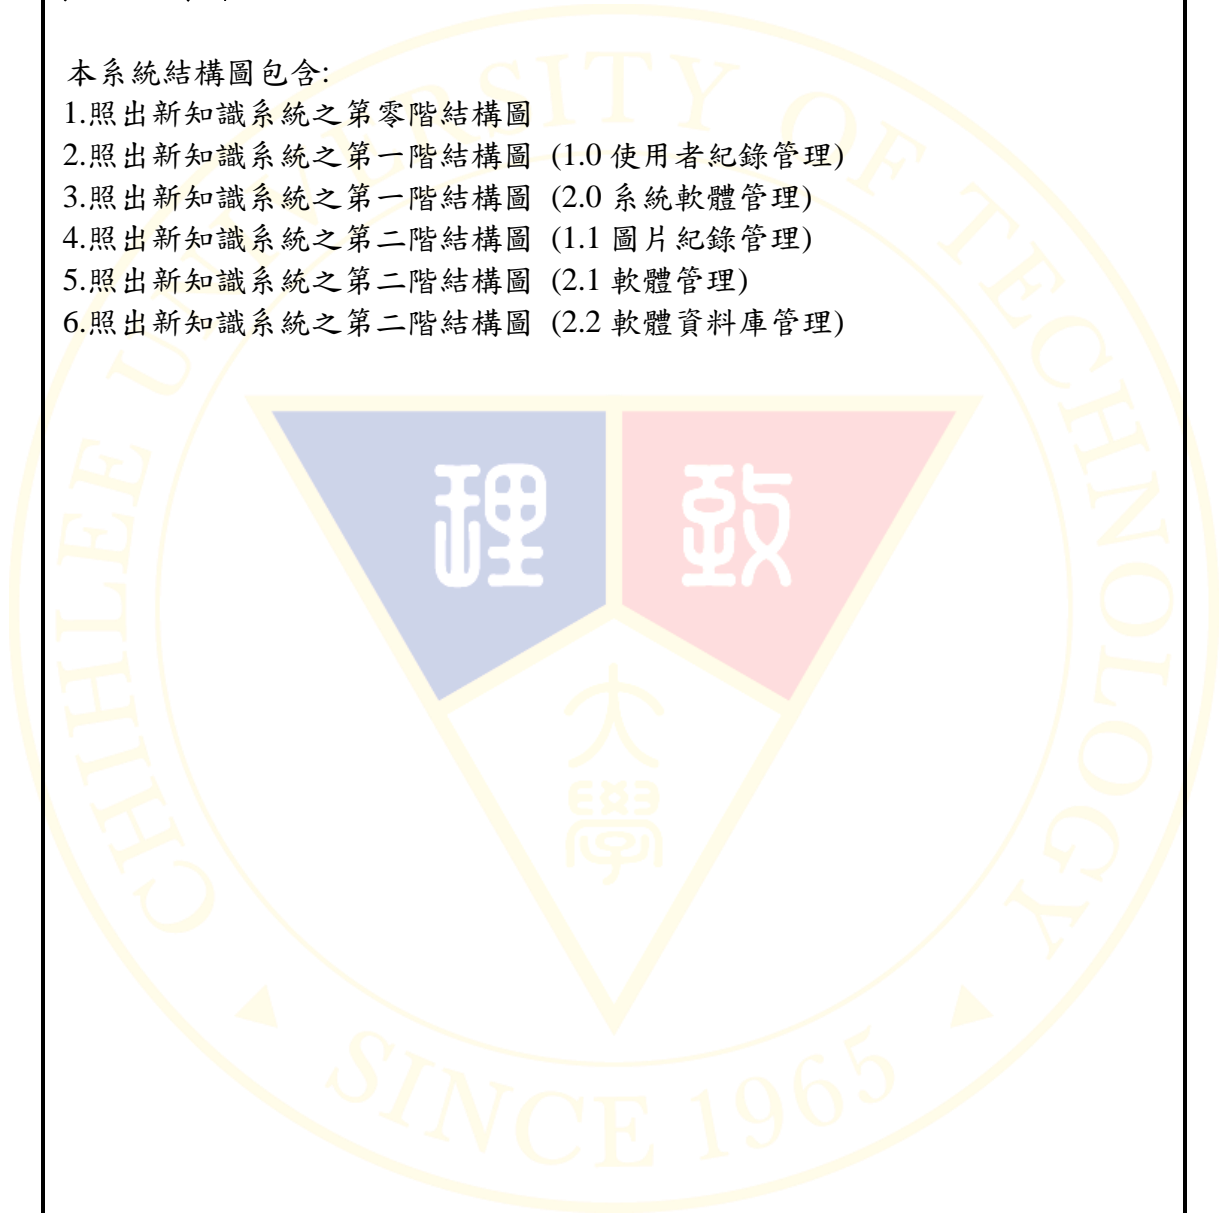 本系統結構圖包含:
1.照出新知識系統之第零階結構圖
2.照出新知識系統之第一階結構圖 (1.0 使用者紀錄管理)
3.照出新知識系統之第一階結構圖 (2.0 系統軟體管理)
4.照出新知識系統之第二階結構圖 (1.1 圖片紀錄管理)
5.照出新知識系統之第二階結構圖 (2.1 軟體管理)
6.照出新知識系統之第二階結構圖 (2.2 軟體資料庫管理)
CHIHLEE UNIVERSITY OF TECHNOLOGY
理 致
大
學
SINCE 1965